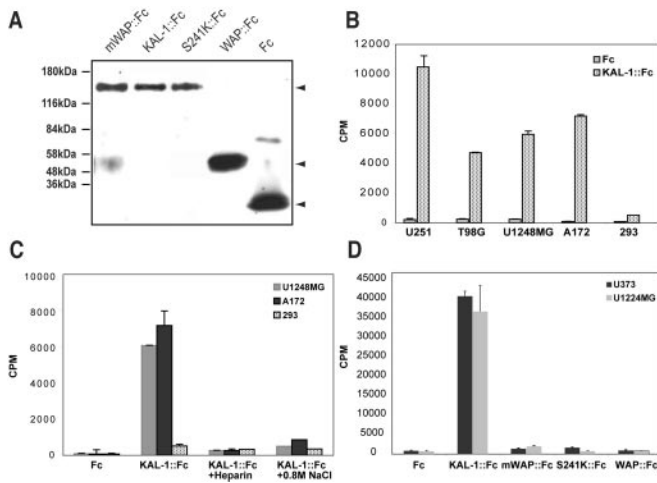 A
mWAP::Fc
KAL-1::Fc
S241K::Fc
WAP::Fc
Fc
180kDa
116kDa
84kDa
58kDa
48kDa
36kDa
B
12000
10000
8000
6000
4000
2000
0
CPM
Fc
KAL-1::Fc
U251
T98G
U1248MG
A172
293
C
10000
8000
6000
4000
2000
0
CPM
U1248MG
A172
293
Fc
KAL-1::Fc
KAL-1::Fc
+Heparin
KAL-1::Fc
+0.8M NaCl
D
45000
40000
35000
30000
25000
20000
15000
10000
5000
0
CPM
U373
U1224MG
Fc
KAL-1::Fc
mWAP::Fc
S241K::Fc
WAP::Fc